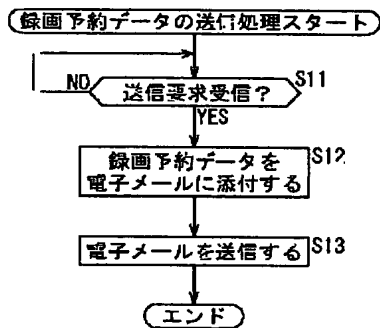 録画予約データの送信処理スタート
NO
送信要求受信?
S11
YES
録画予約データを
電子メールに添付する
S12
電子メールを送信する
S13
エンド